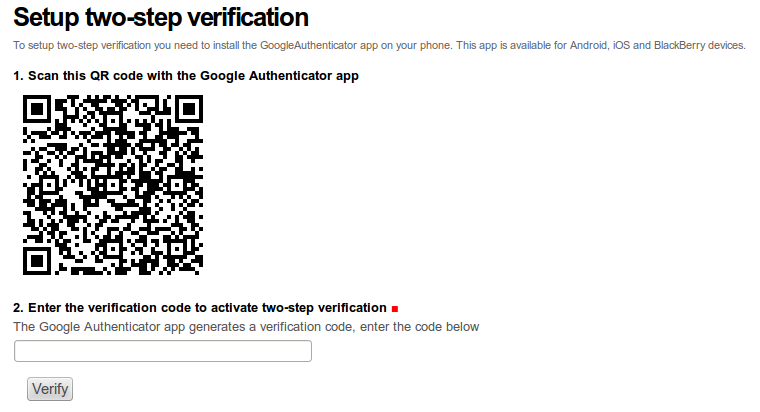 Setup two-step verification
To setup two-step verification you need to install the GoogleAuthenticator app on your phone. This app is available for Android, iOS and BlackBerry devices.
1. Scan this QR code with the Google Authenticator app
2. Enter the verification code to activate two-step verification
The Google Authenticator app generates a verification code, enter the code below
Verify